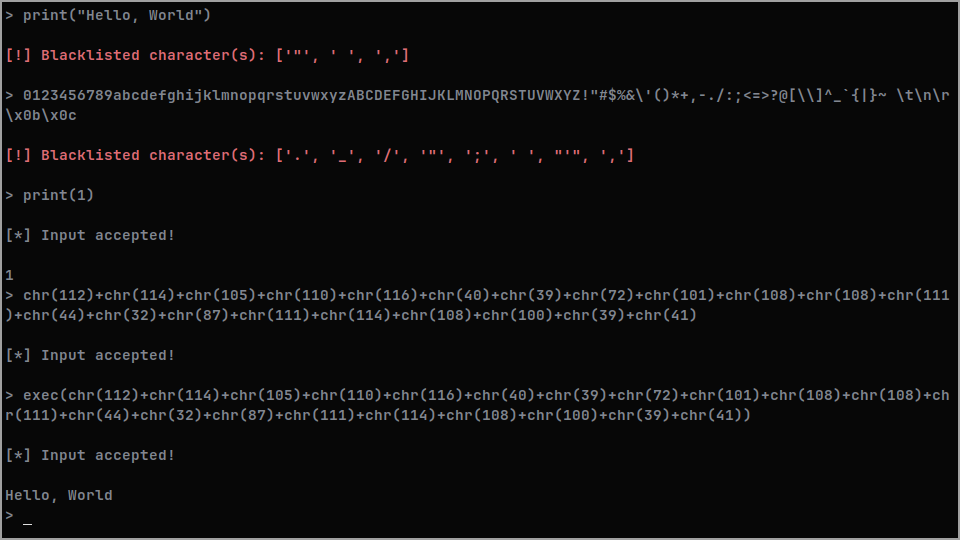 > print("Hello, World")
[!] Blacklisted character(s): ['"', ' ', ',']
> 0123456789abcdefghijklmnopqrstuvwxyzABCDEFGHIJKLMNOPQRSTUVWXYZ!"#$%&\'()*+,-./:;<=>?@[\\]^_`{|}~ \t\n\r
\x0b\x0c
[!] Blacklisted character(s): ['.', '_', '/', '"', ';', ' ', "'", ',']
> print(1)
[*] Input accepted!
1
> chr(112)+chr(114)+chr(105)+chr(110)+chr(116)+chr(40)+chr(39)+chr(72)+chr(101)+chr(108)+chr(108)+chr(111
)+chr(44)+chr(32)+chr(87)+chr(111)+chr(114)+chr(108)+chr(100)+chr(39)+chr(41)
[*] Input accepted!
> exec(chr(112)+chr(114)+chr(105)+chr(110)+chr(116)+chr(40)+chr(39)+chr(72)+chr(101)+chr(108)+chr(108)+ch
r(111)+chr(44)+chr(32)+chr(87)+chr(111)+chr(114)+chr(108)+chr(100)+chr(39)+chr(41))
[*] Input accepted!
Hello, World
> _